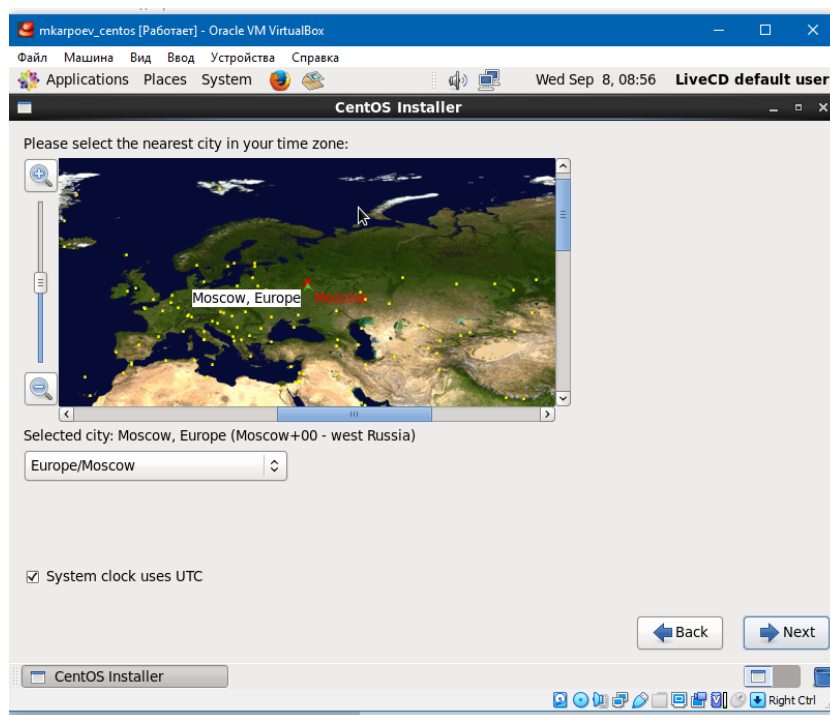 mkarpoev_centos [Работает] - Oracle VM VirtualBox
Файл Машина Вид Ввод Устройства Справка
Applications Places System Wed Sep 8, 08:56 LiveCD default user
CentOS Installer
Please select the nearest city in your time zone:
Moscow, Europe Moscow
Selected city: Moscow, Europe (Moscow+00 - west Russia)
Europe/Moscow
System clock uses UTC
Back Next
CentOS Installer
Right Ctrl